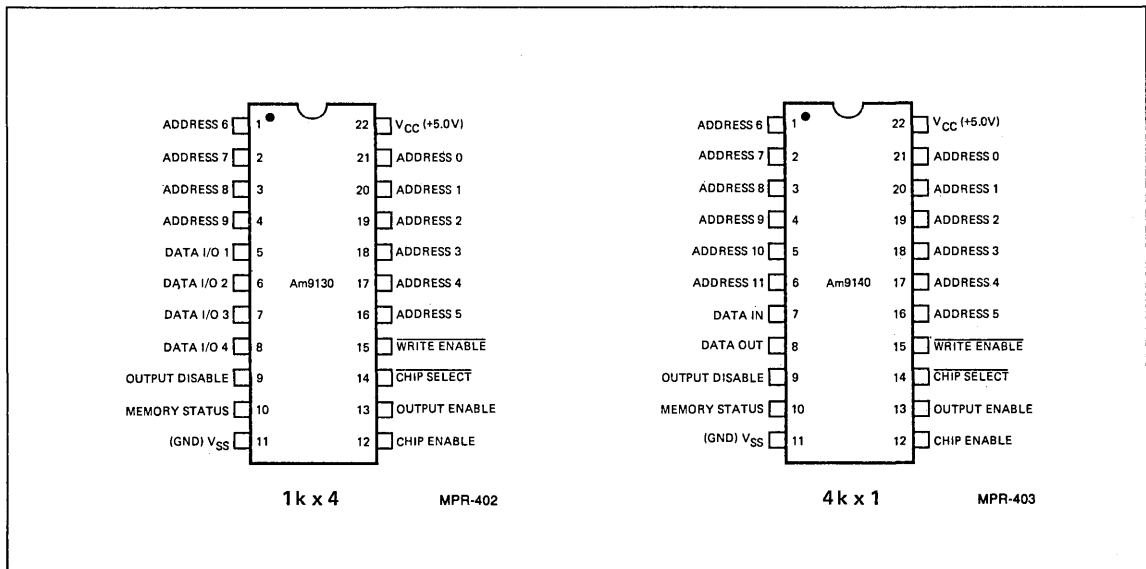 ADDRESS 6 1 22 VCC (+5.0V)
ADDRESS 7 2 21 ADDRESS 0
ADDRESS 8 3 20 ADDRESS 1
ADDRESS 9 4 19 ADDRESS 2
DATA I/O 1 5 18 ADDRESS 3
DATA I/O 2 6 Am9130 17 ADDRESS 4
DATA I/O 3 7 16 ADDRESS 5
DATA I/O 4 8 15 WRITE ENABLE
OUTPUT DISABLE 9 14 CHIP SELECT
MEMORY STATUS 10 13 OUTPUT ENABLE
(GND) VSS 11 12 CHIP ENABLE
1k x 4 MPR-402
ADDRESS 6 1 22 VCC (+5.0V)
ADDRESS 7 2 21 ADDRESS 0
ADDRESS 8 3 20 ADDRESS 1
ADDRESS 9 4 19 ADDRESS 2
ADDRESS 10 5 18 ADDRESS 3
ADDRESS 11 6 Am9140 17 ADDRESS 4
DATA IN 7 16 ADDRESS 5
DATA OUT 8 15 WRITE ENABLE
OUTPUT DISABLE 9 14 CHIP SELECT
MEMORY STATUS 10 13 OUTPUT ENABLE
(GND) VSS 11 12 CHIP ENABLE
4k x 1 MPR-403